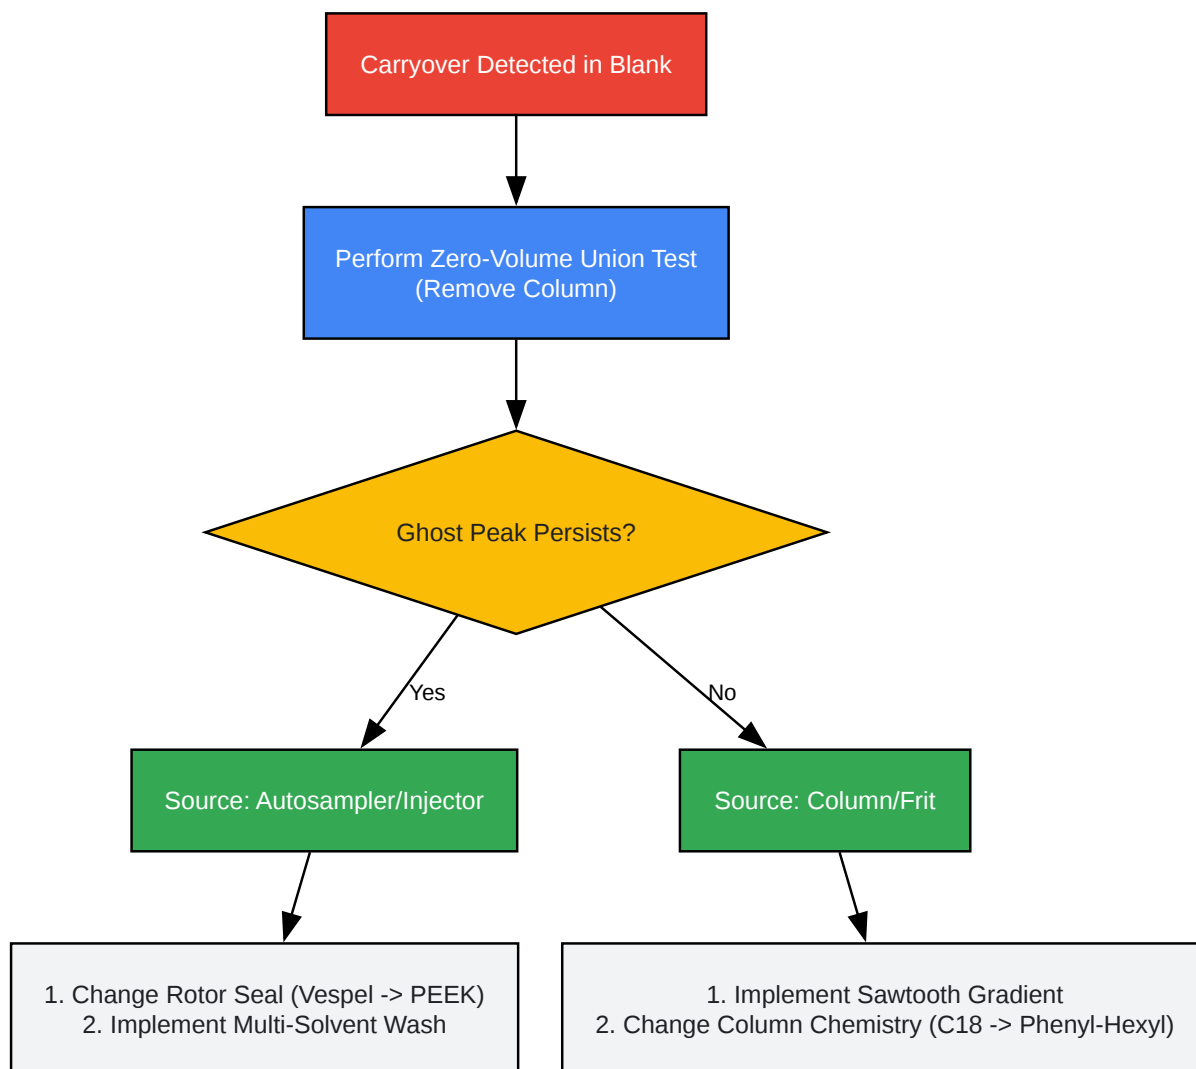 Carryover Detected in Blank
Perform Zero-Volume Union Test
(Remove Column)
Ghost Peak Persists?
Yes
No
Source: Autosampler/Injector
Source: Column/Frit
1. Change Rotor Seal (Vespel -> PEEK)
2. Implement Multi-Solvent Wash
1. Implement Sawtooth Gradient
2. Change Column Chemistry (C18 -> Phenyl-Hexyl)